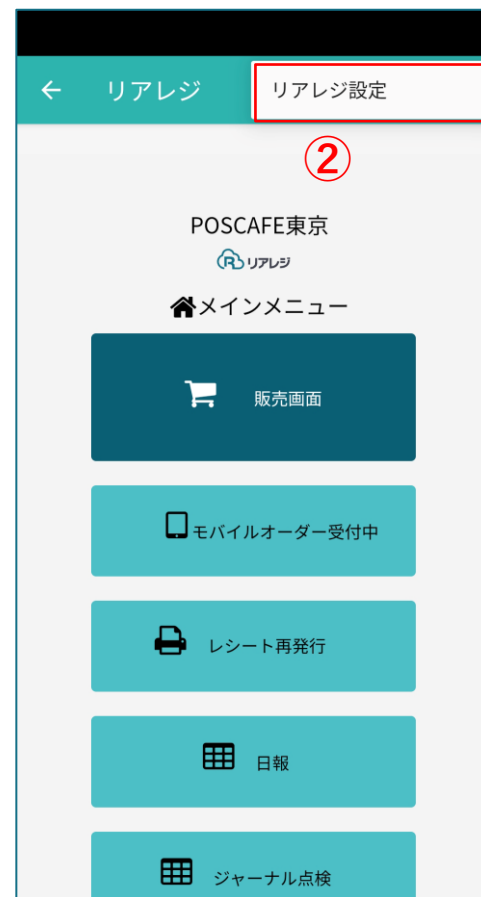 ← リアレジ リアレジ設定
②
POSCAFE東京
R リアレジ
メインメニュー
販売画面
モバイルオーダー受付中
レシート再発行
日報
ジャーナル点検